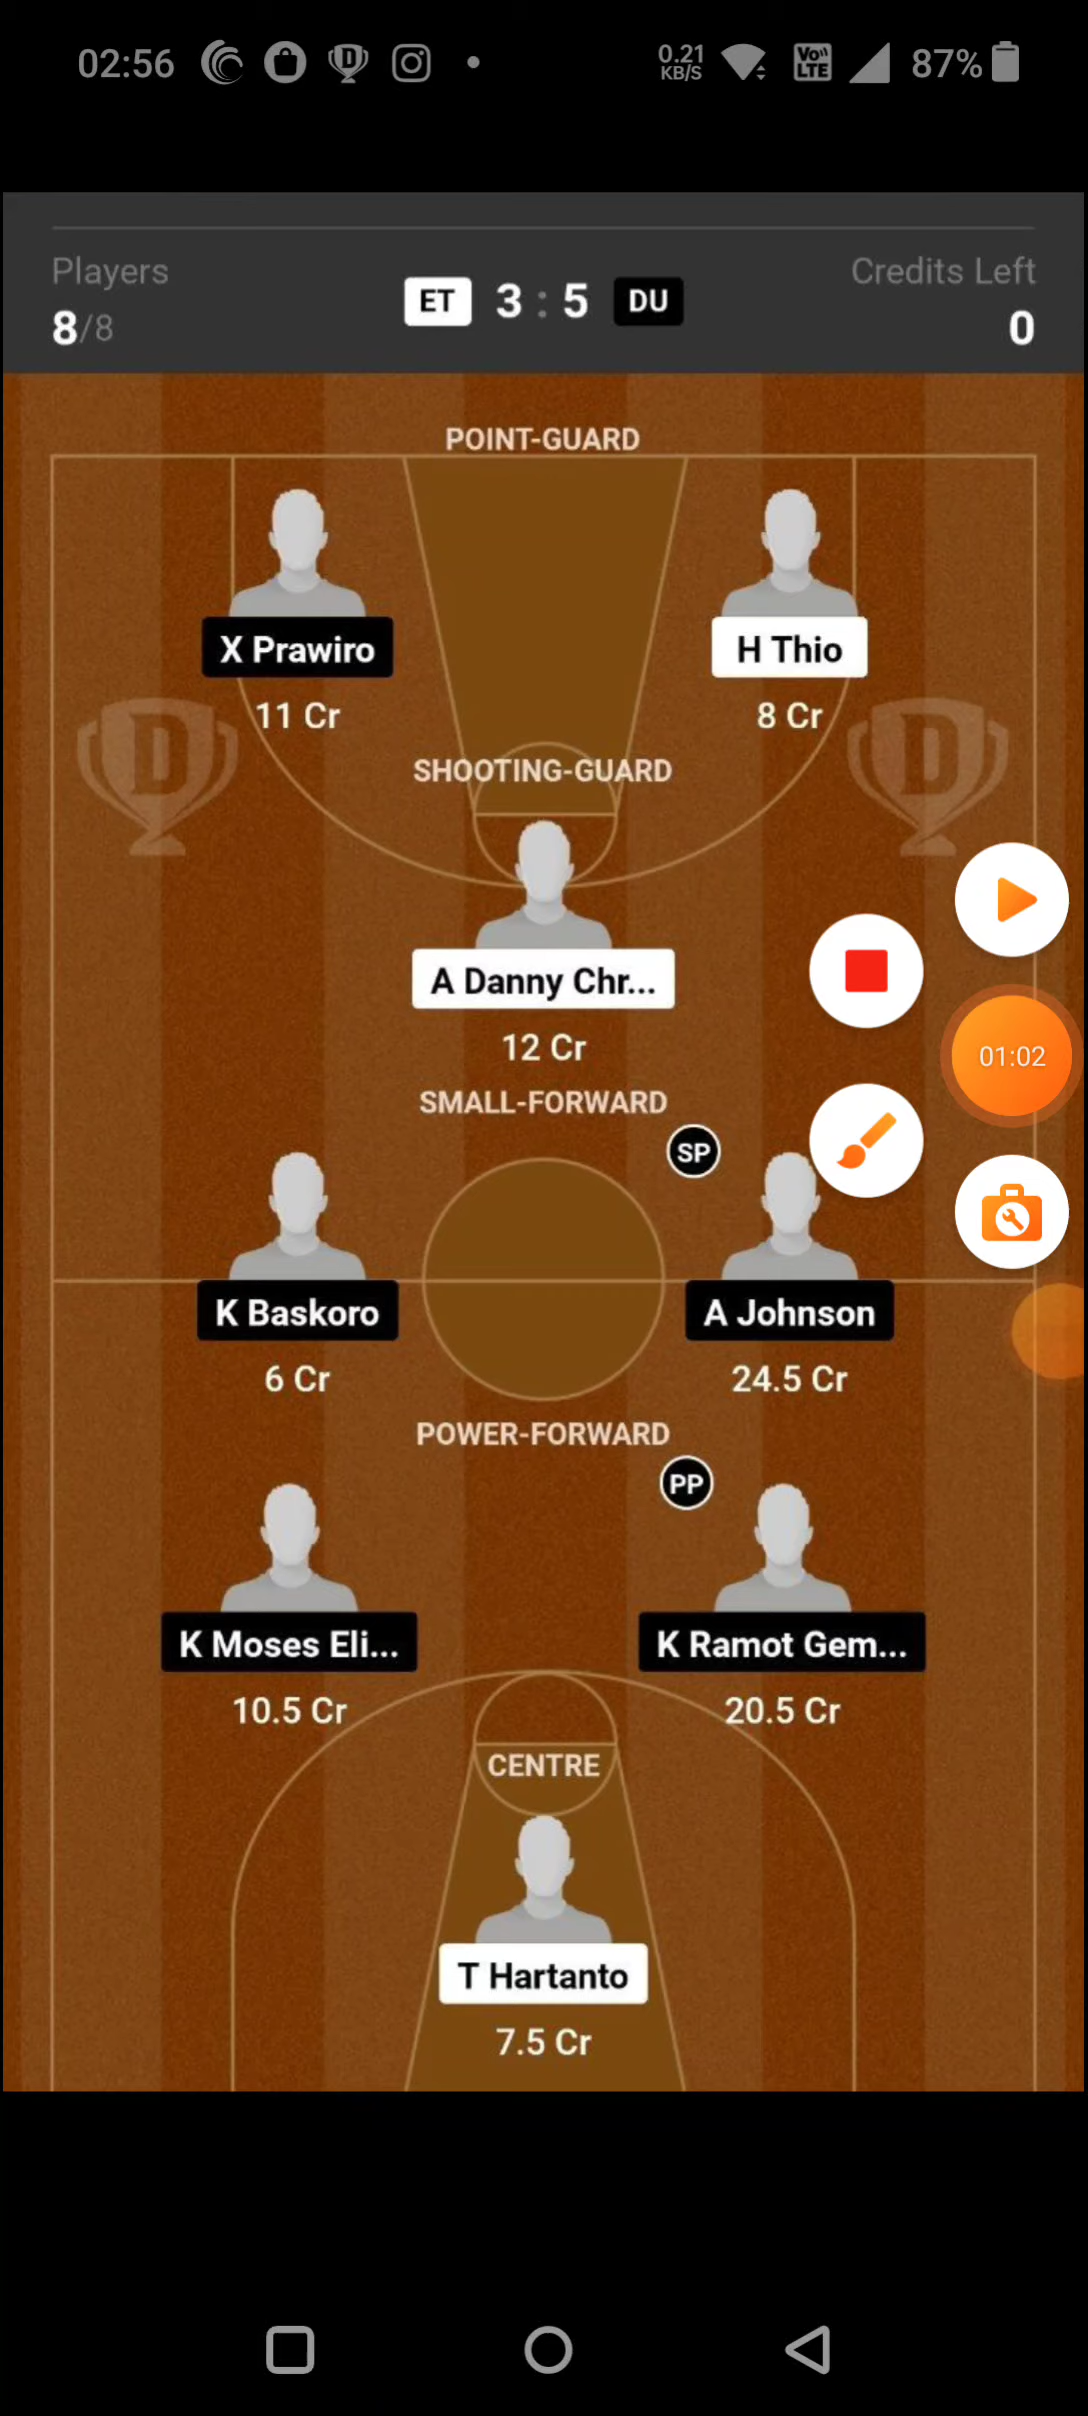 02:56
0.21
KB/S
Vo))
LTE
87%
Players
Credits Left
8/8
ET 3 : 5 DU
0
POINT-GUARD
X Prawiro
H Thio
11 Cr
8 Cr
D
D
SHOOTING-GUARD
A Danny Chr...
12 Cr
01:02
SMALL-FORWARD
SP
K Baskoro
A Johnson
6 Cr
24.5 Cr
POWER-FORWARD
PP
K Moses Eli...
K Ramot Gem...
10.5 Cr
20.5 Cr
CENTRE
T Hartanto
7.5 Cr